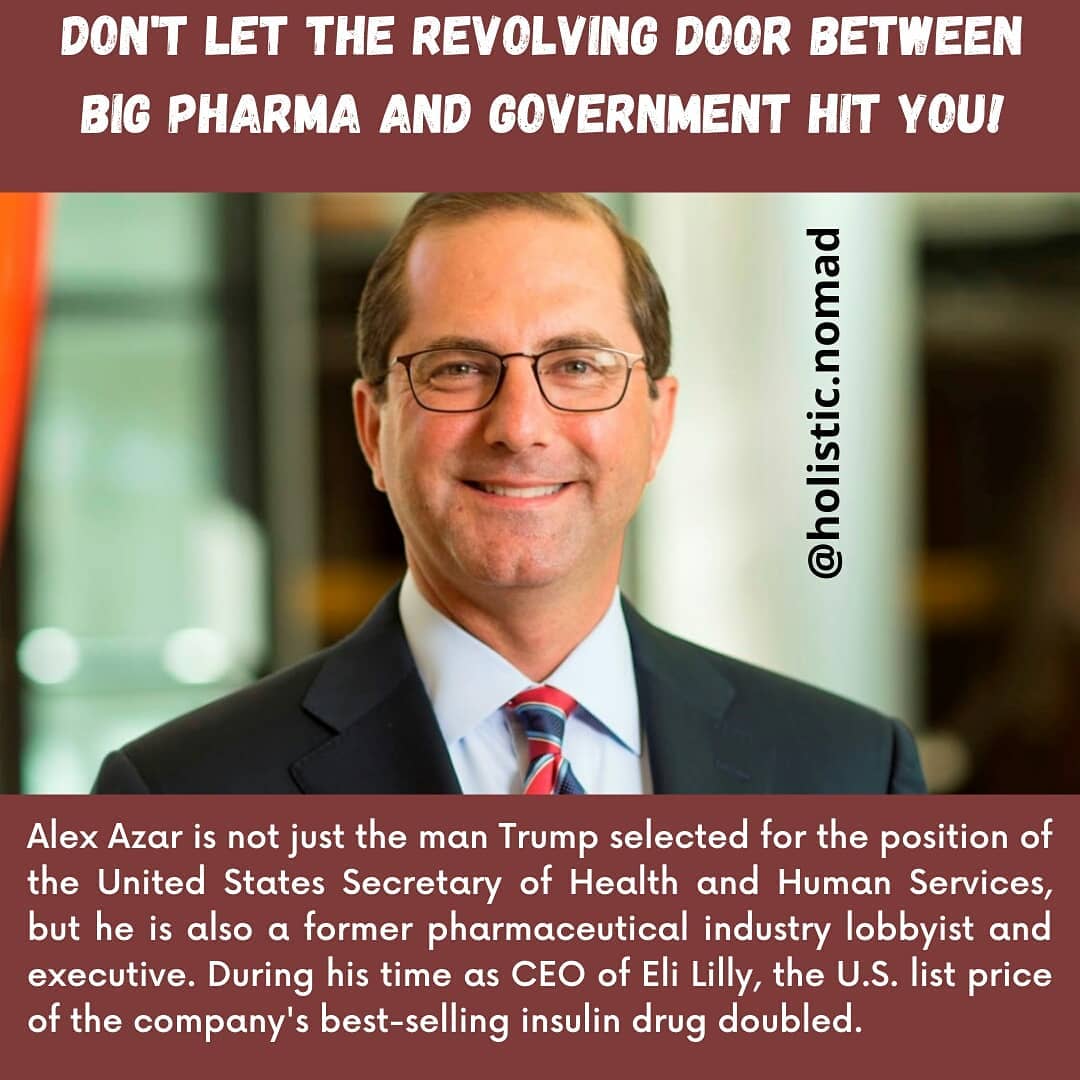 DON'T LET THE REVOLVING DOOR BETWEEN
BIG PHARMA AND GOVERNMENT HIT YOU!
@holistic.nomad
Alex Azar is not just the man Trump selected for the position of
the United States Secretary of Health and Human Services,
but he is also a former pharmaceutical industry lobbyist and
executive. During his time as CEO of Eli Lilly, the U.S. list price
of the company's best-selling insulin drug doubled.